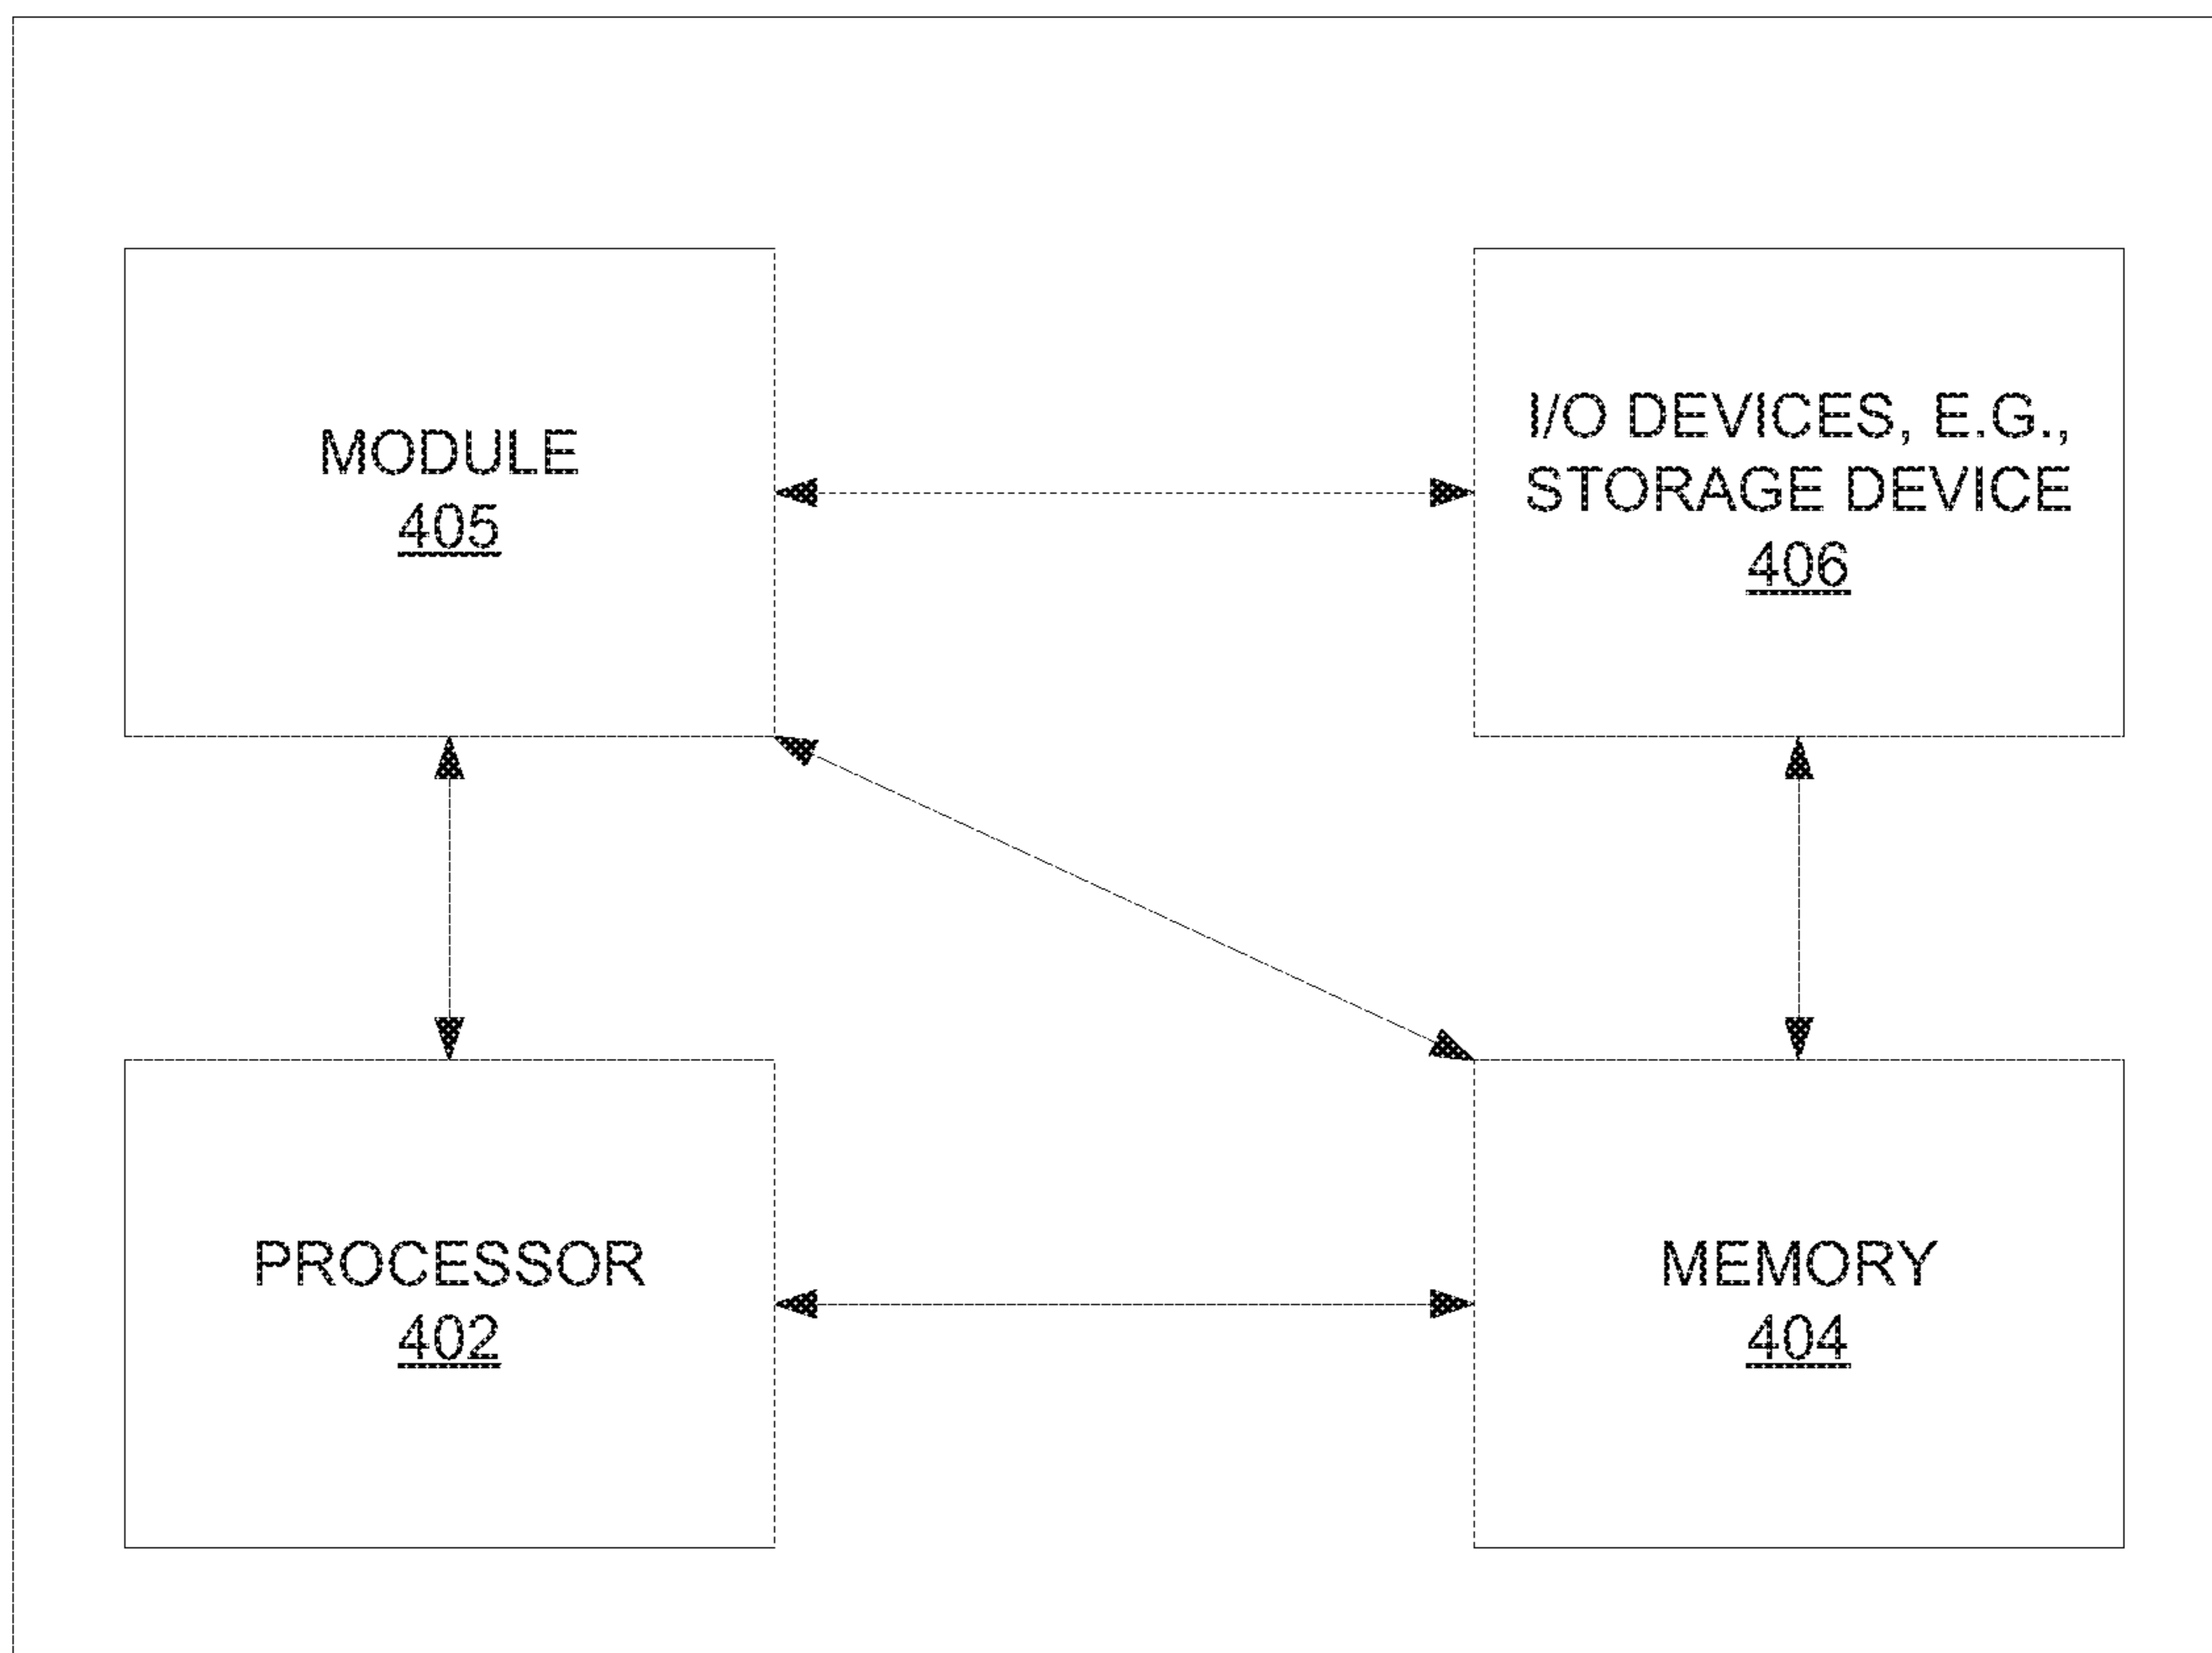 MODULE
405
I/O DEVICES, E.G.,
STORAGE DEVICE
406
PROCESSOR
402
MEMORY
404